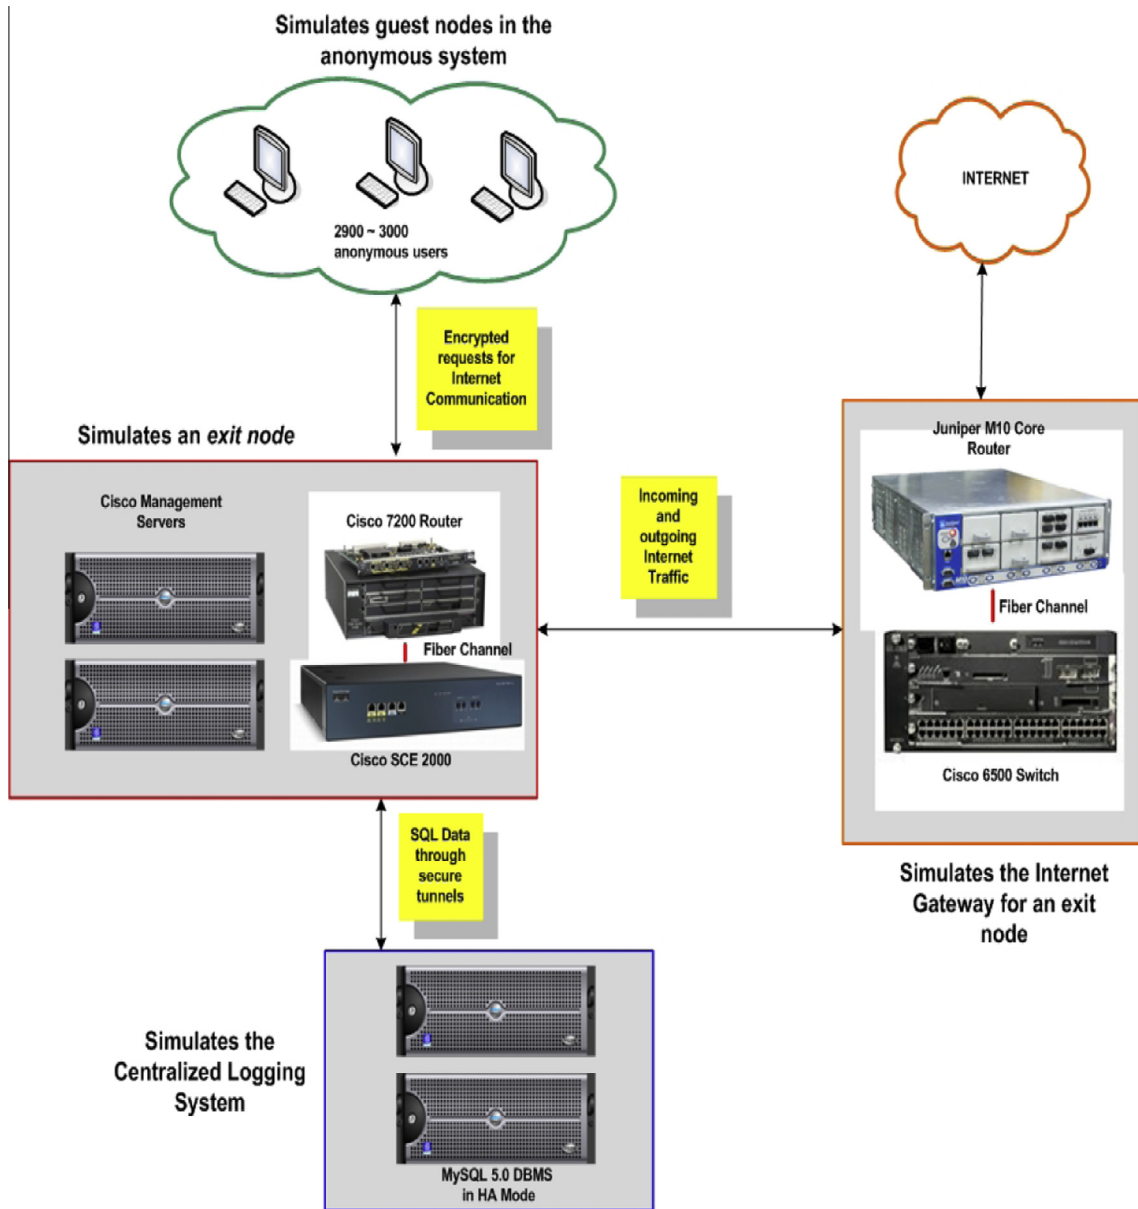 Simulates guest nodes in the
anonymous system
2900 ~ 3000
anonymous users
INTERNET
Encrypted
requests for
Internet
Communication
Simulates an exit node
Cisco Management
Servers
Cisco 7200 Router
Fiber Channel
Cisco SCE 2000
Incoming
and
outgoing
Internet
Traffic
Juniper M10 Core
Router
Fiber Channel
Cisco 6500 Switch
Simulates the Internet
Gateway for an exit
node
SQL Data
through
secure
tunnels
Simulates the
Centralized Logging
System
MySQL 5.0 DBMS
in HA Mode